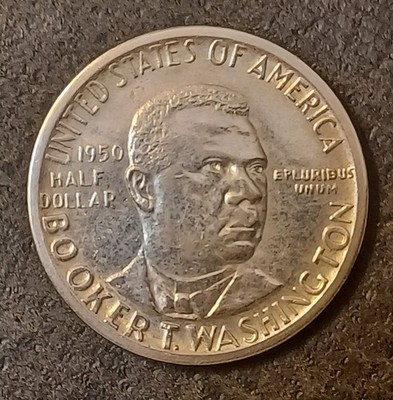 UNITED STATES OF AMERICA
1950
HALF
DOLLAR
E PLURIBUS
UNUM
BOOKER T. WASHINGTON